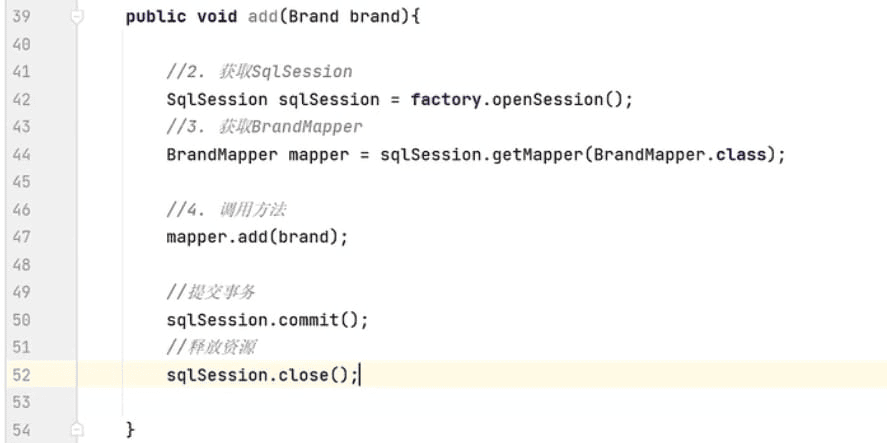 39 public void add(Brand brand){
40
41 //2. 获取SqlSession
42 SqlSession sqlSession = factory.openSession();
43 //3. 获取BrandMapper
44 BrandMapper mapper = sqlSession.getMapper(BrandMapper.class);
45
46 //4. 调用方法
47 mapper.add(brand);
48
49 //提交事务
50 sqlSession.commit();
51 //释放资源
52 sqlSession.close();
53
54 }